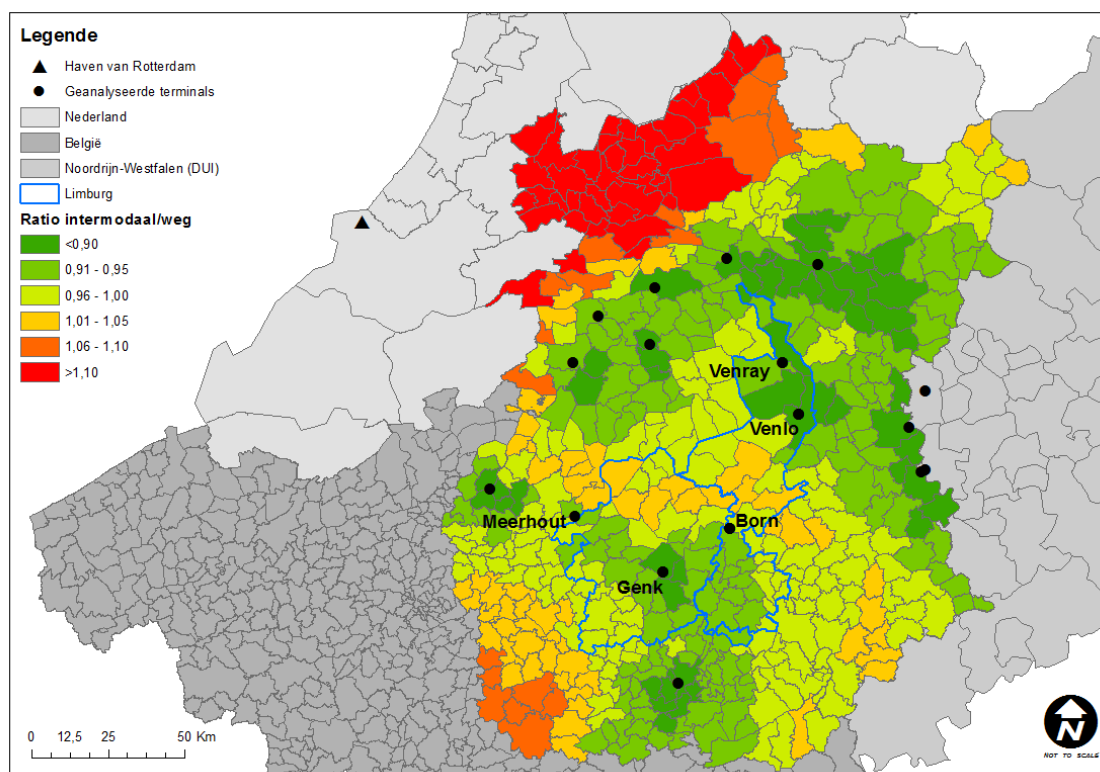 Legende
Haven van Rotterdam
Geanalyseerde terminals
Nederland
België
Noordrijn-Westfalen (DUI)
Limburg
Ratio intermodaal/weg
<0,90
0,91 - 0,95
0,96 - 1,00
1,01 - 1,05
1,06 - 1,10
>1,10
Venray
Venlo
Meerhout
Born
Genk
0 12,5 25 50 Km
N
NOT TO SCALE